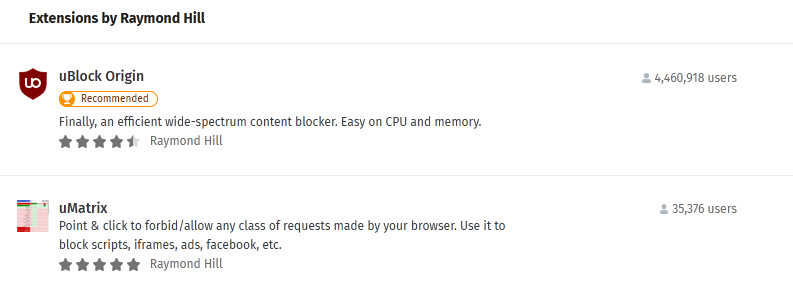 Extensions by Raymond Hill
uBlock Origin
4,460,918 users
Recommended
Finally, an efficient wide-spectrum content blocker. Easy on CPU and memory.
Raymond Hill
uMatrix
35,376 users
Point & click to forbid/allow any class of requests made by your browser. Use it to
block scripts, iframes, ads, facebook, etc.
Raymond Hill